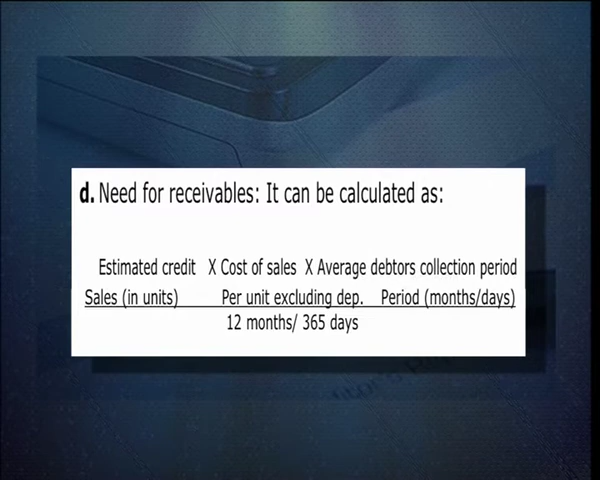 d. Need for receivables: It can be calculated as:
Estimated credit X Cost of sales X Average debtors collection period
Sales (in units) Per unit excluding dep. Period (months/days)
12 months/ 365 days